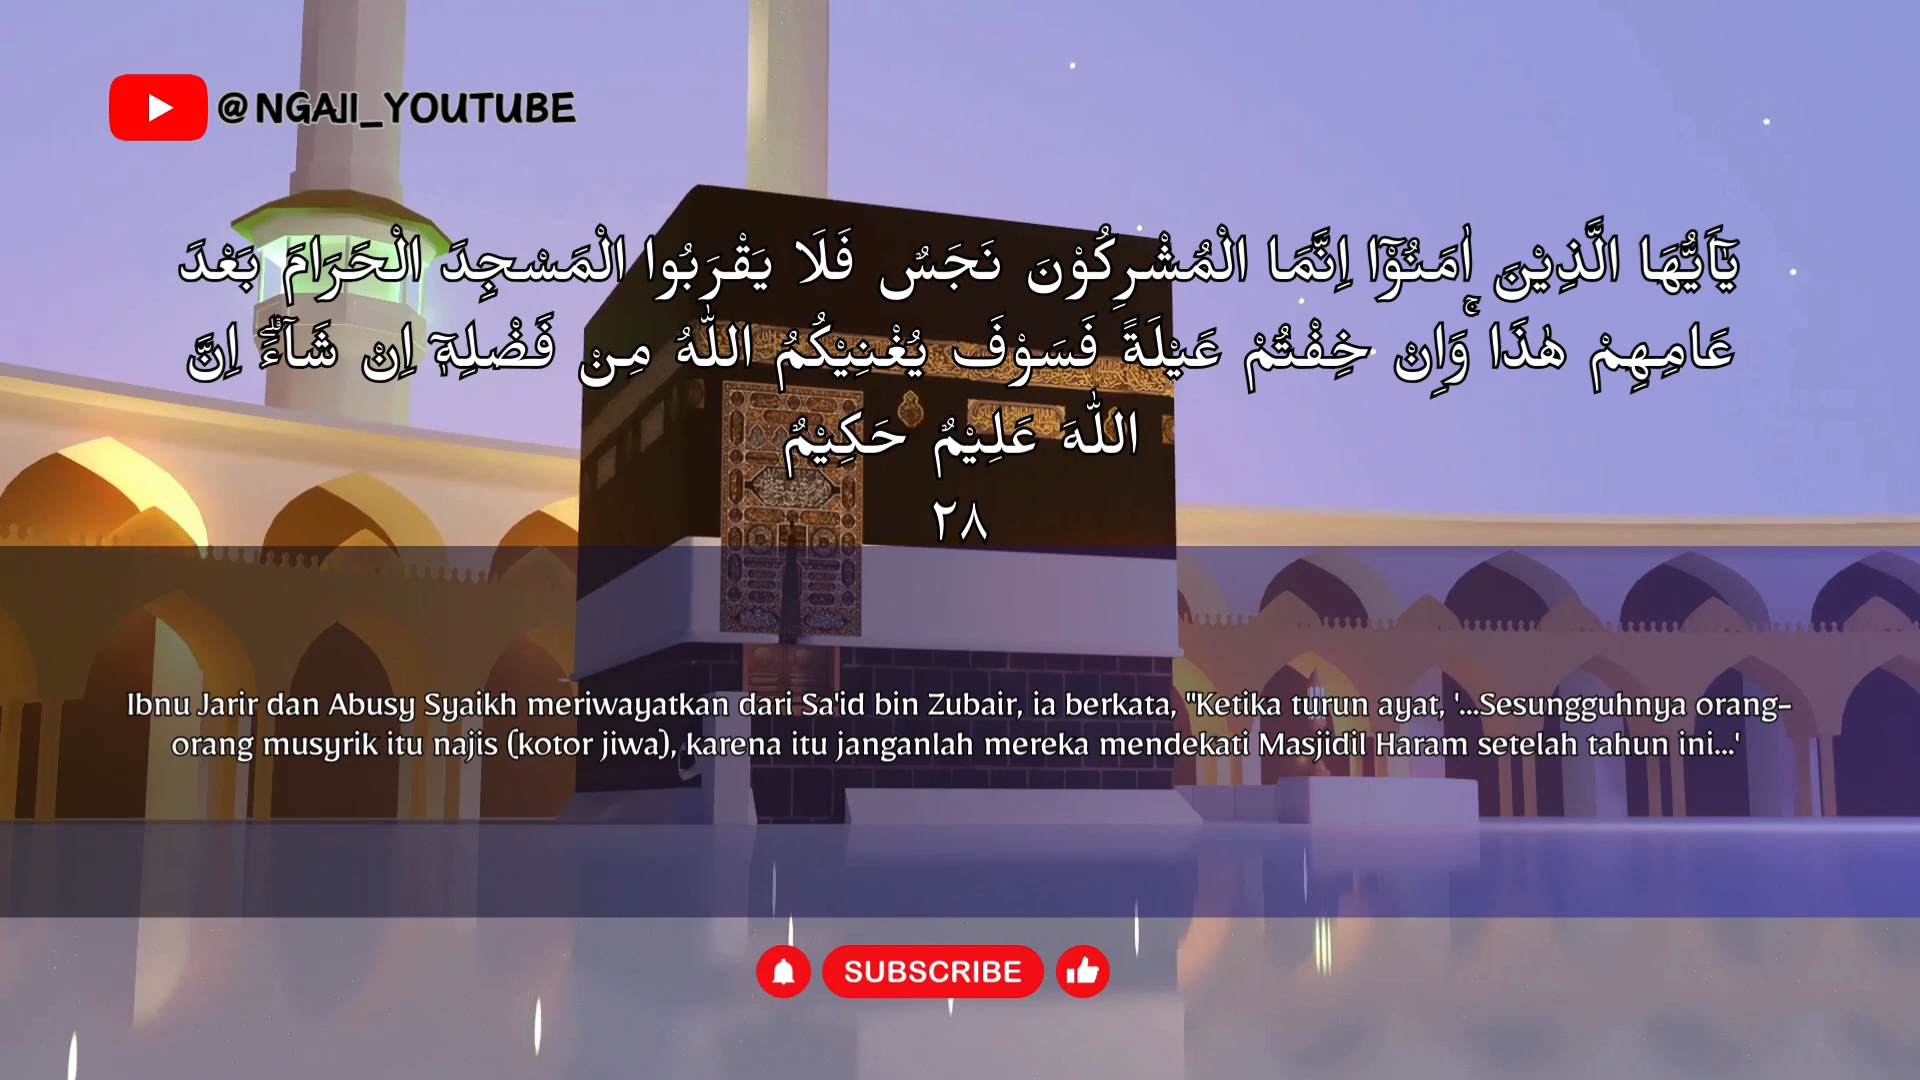 @NGAJI_YOUTUBE
يٰٓاَيُّهَا الَّذِيْنَ اٰمَنُوْٓا اِنَّمَا الْمُشْرِكُوْنَ نَجَسٌ فَلَا يَقْرَبُوا الْمَسْجِدَ الْحَرَامَ بَعْدَ
عَامِهِمْ هٰذَاۚ وَاِنْ خِفْتُمْ عَيْلَةً فَسَوْفَ يُغْنِيْكُمُ اللّٰهُ مِنْ فَضْلِهٖٓ اِنْ شَاۤءَۗ اِنَّ
اللّٰهَ عَلِيْمٌ حَكِيْمٌ
٢٨
Ibnu Jarir dan Abusy Syaikh meriwayatkan dari Sa'id bin Zubair, ia berkata, "Ketika turun ayat, '...Sesungguhnya orang-
orang musyrik itu najis (kotor jiwa), karena itu janganlah mereka mendekati Masjidil Haram setelah tahun ini...'
SUBSCRIBE